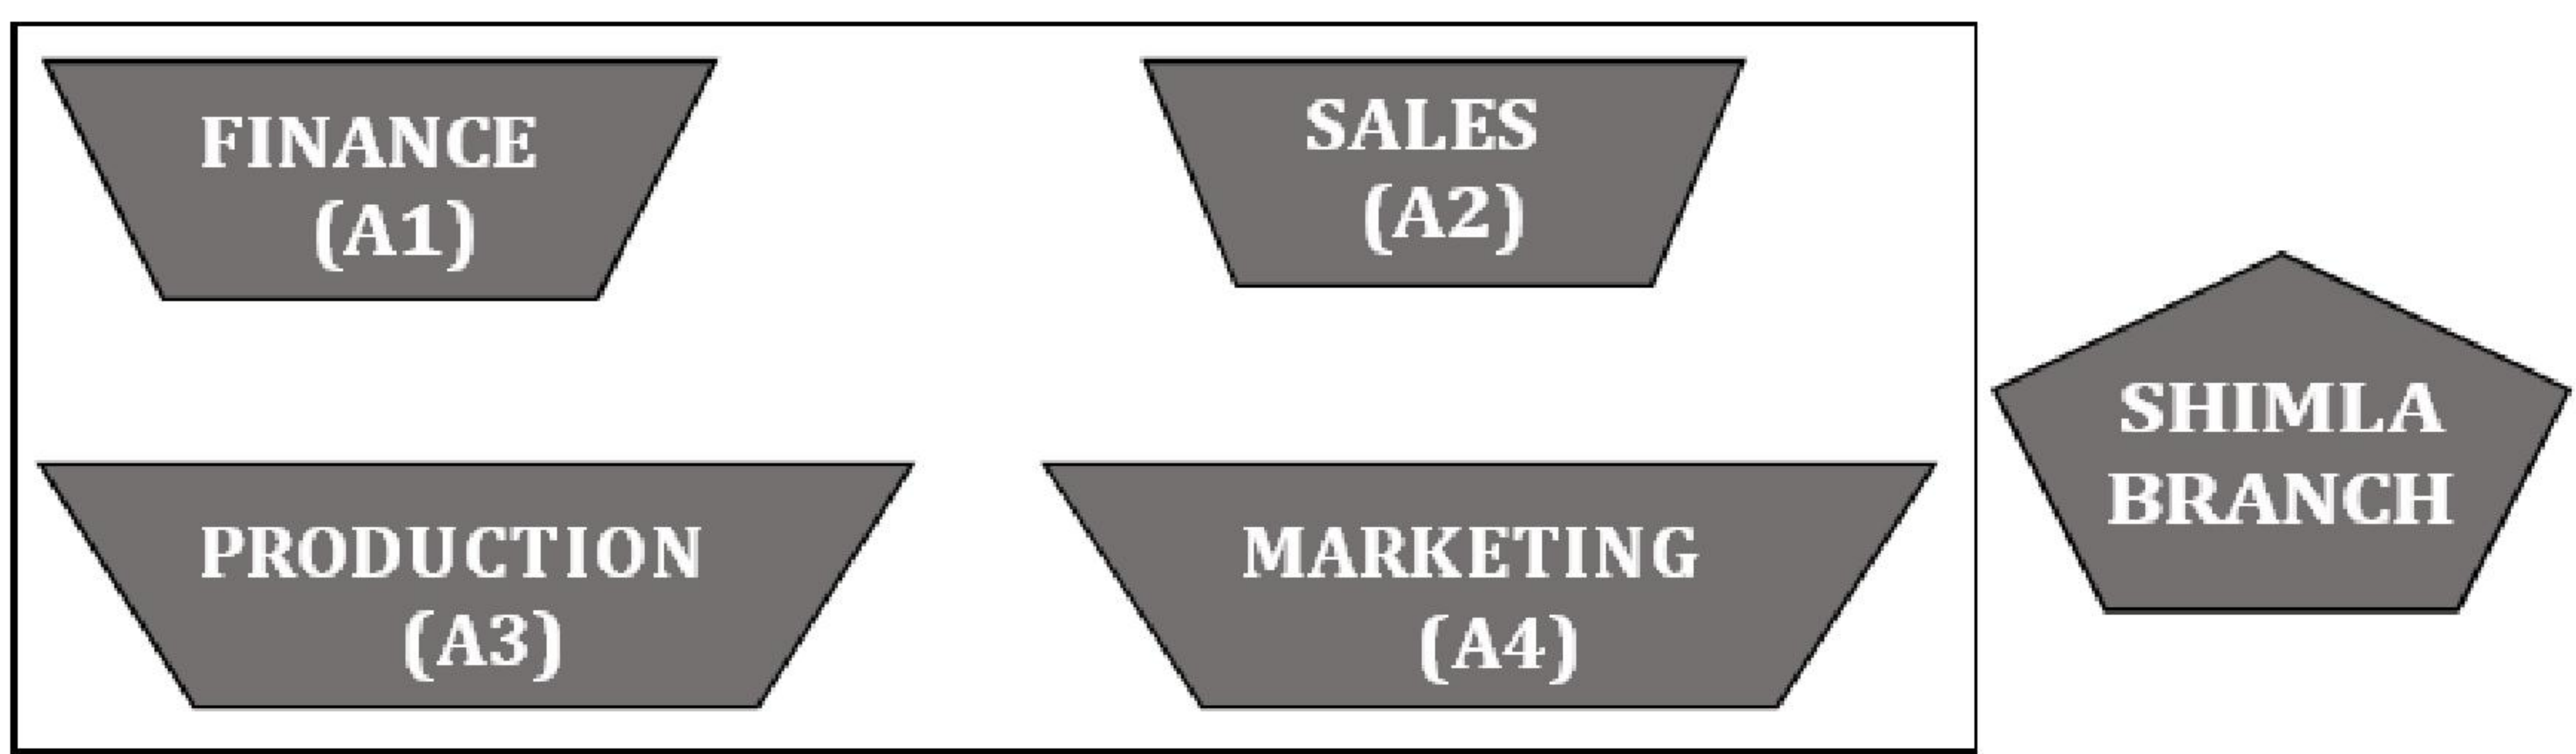 FINANCE
(A1)
SALES
(A2)
SHIMLA
BRANCH
PRODUCTION
(A3)
MARKETING
(A4)